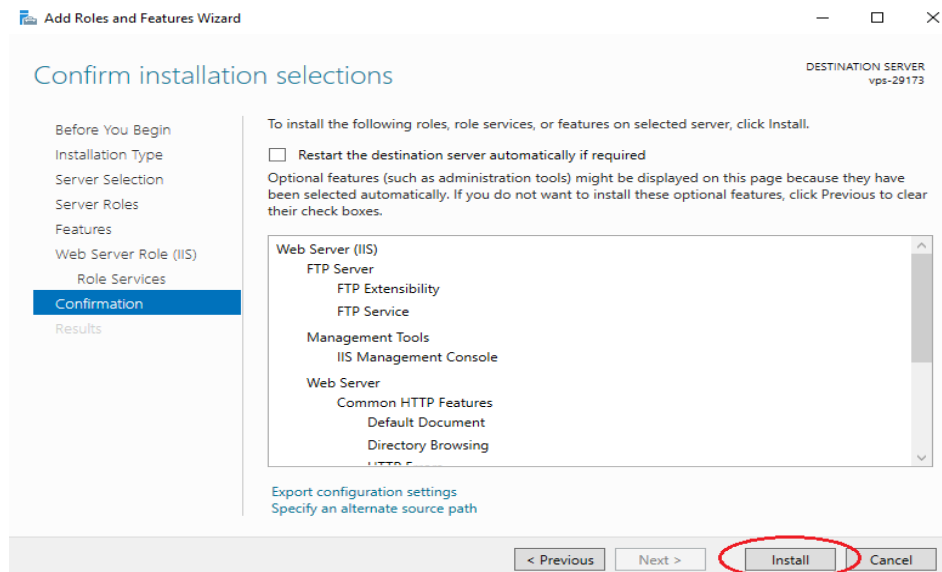 Add Roles and Features Wizard
Confirm installation selections
DESTINATION SERVER
vps-29173
Before You Begin
Installation Type
Server Selection
Server Roles
Features
Web Server Role (IIS)
Role Services
Confirmation
Results
To install the following roles, role services, or features on selected server, click Install.
Restart the destination server automatically if required
Optional features (such as administration tools) might be displayed on this page because they have
been selected automatically. If you do not want to install these optional features, click Previous to clear
their check boxes.
Web Server (IIS)
FTP Server
FTP Extensibility
FTP Service
Management Tools
IIS Management Console
Web Server
Common HTTP Features
Default Document
Directory Browsing
Export configuration settings
Specify an alternate source path
< Previous
Next >
Install
Cancel